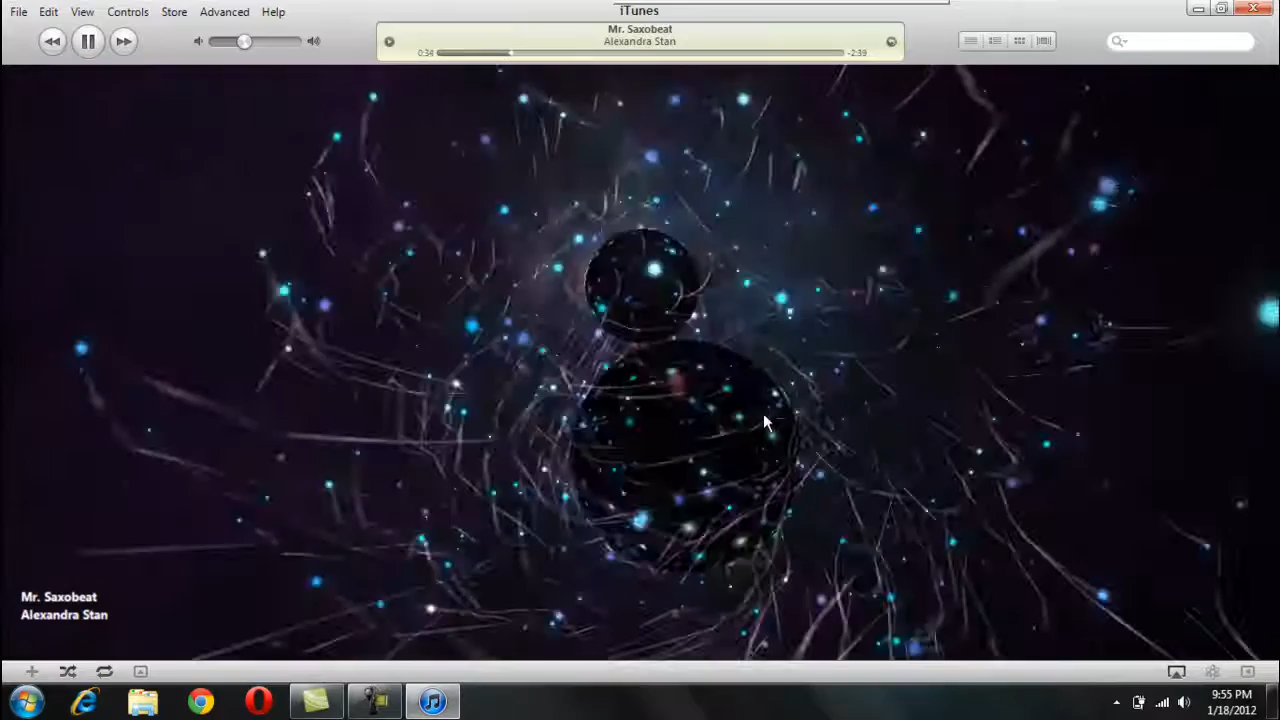 File Edit View Controls Store Advanced Help
iTunes
Mr. Saxobeat
Alexandra Stan
0:34
-2:39
Mr. Saxobeat
Alexandra Stan
9:55 PM
1/18/2012